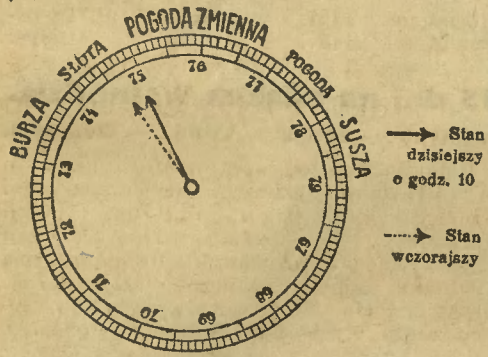 BURZA
SŁOTA
POGODA ZMIENNA
POGODA
SUSZA
76
77
78
79
67
68
69
70
71
72
73
74
75
Stan
dzisiejszy
o godz. 10
Stan
wczorajszy